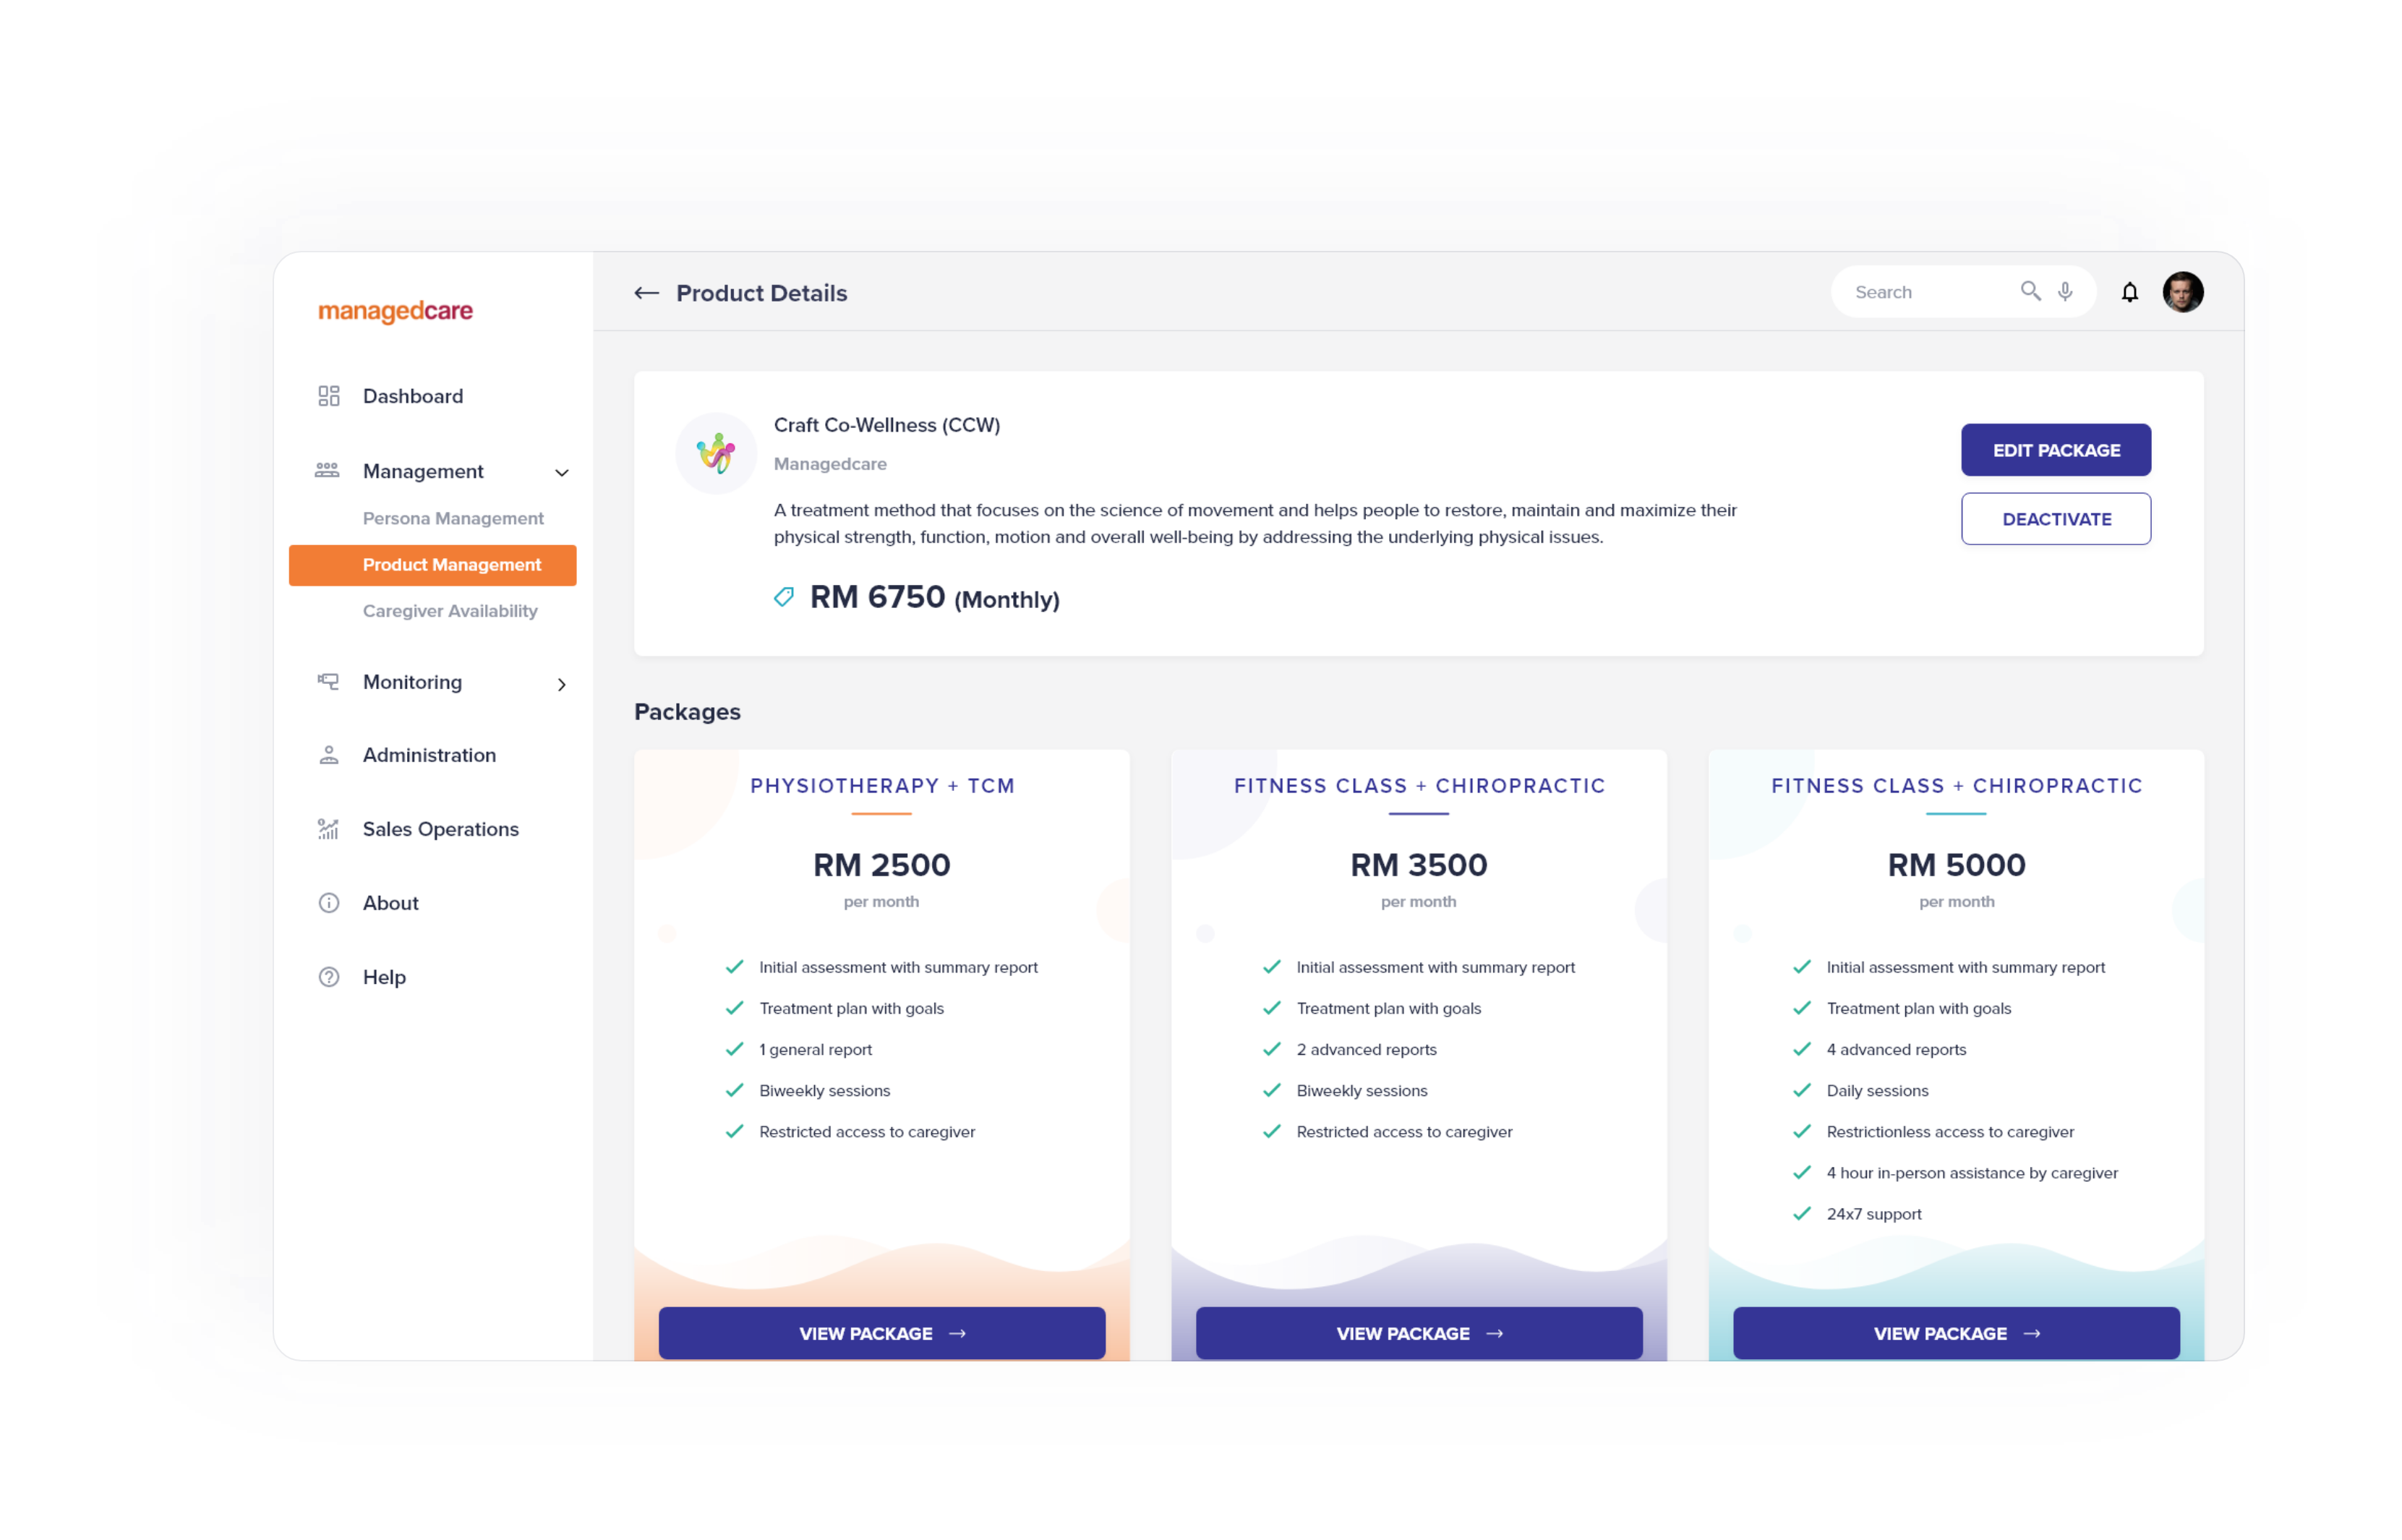 managedcare
Dashboard
Management
Persona Management
Product Management
Caregiver Availability
Monitoring
Administration
Sales Operations
About
Help
Product Details
Search
Craft Co-Wellness (CCW)
Managedcare
A treatment method that focuses on the science of movement and helps people to restore, maintain and maximize their
physical strength, function, motion and overall well-being by addressing the underlying physical issues.
RM 6750 (Monthly)
EDIT PACKAGE
DEACTIVATE
Packages
PHYSIOTHERAPY + TCM
RM 2500
per month
Initial assessment with summary report
Treatment plan with goals
1 general report
Biweekly sessions
Restricted access to caregiver
VIEW PACKAGE
FITNESS CLASS + CHIROPRACTIC
RM 3500
per month
Initial assessment with summary report
Treatment plan with goals
2 advanced reports
Biweekly sessions
Restricted access to caregiver
VIEW PACKAGE
FITNESS CLASS + CHIROPRACTIC
RM 5000
per month
Initial assessment with summary report
Treatment plan with goals
4 advanced reports
Daily sessions
Restrictionless access to caregiver
4 hour in-person assistance by caregiver
24x7 support
VIEW PACKAGE